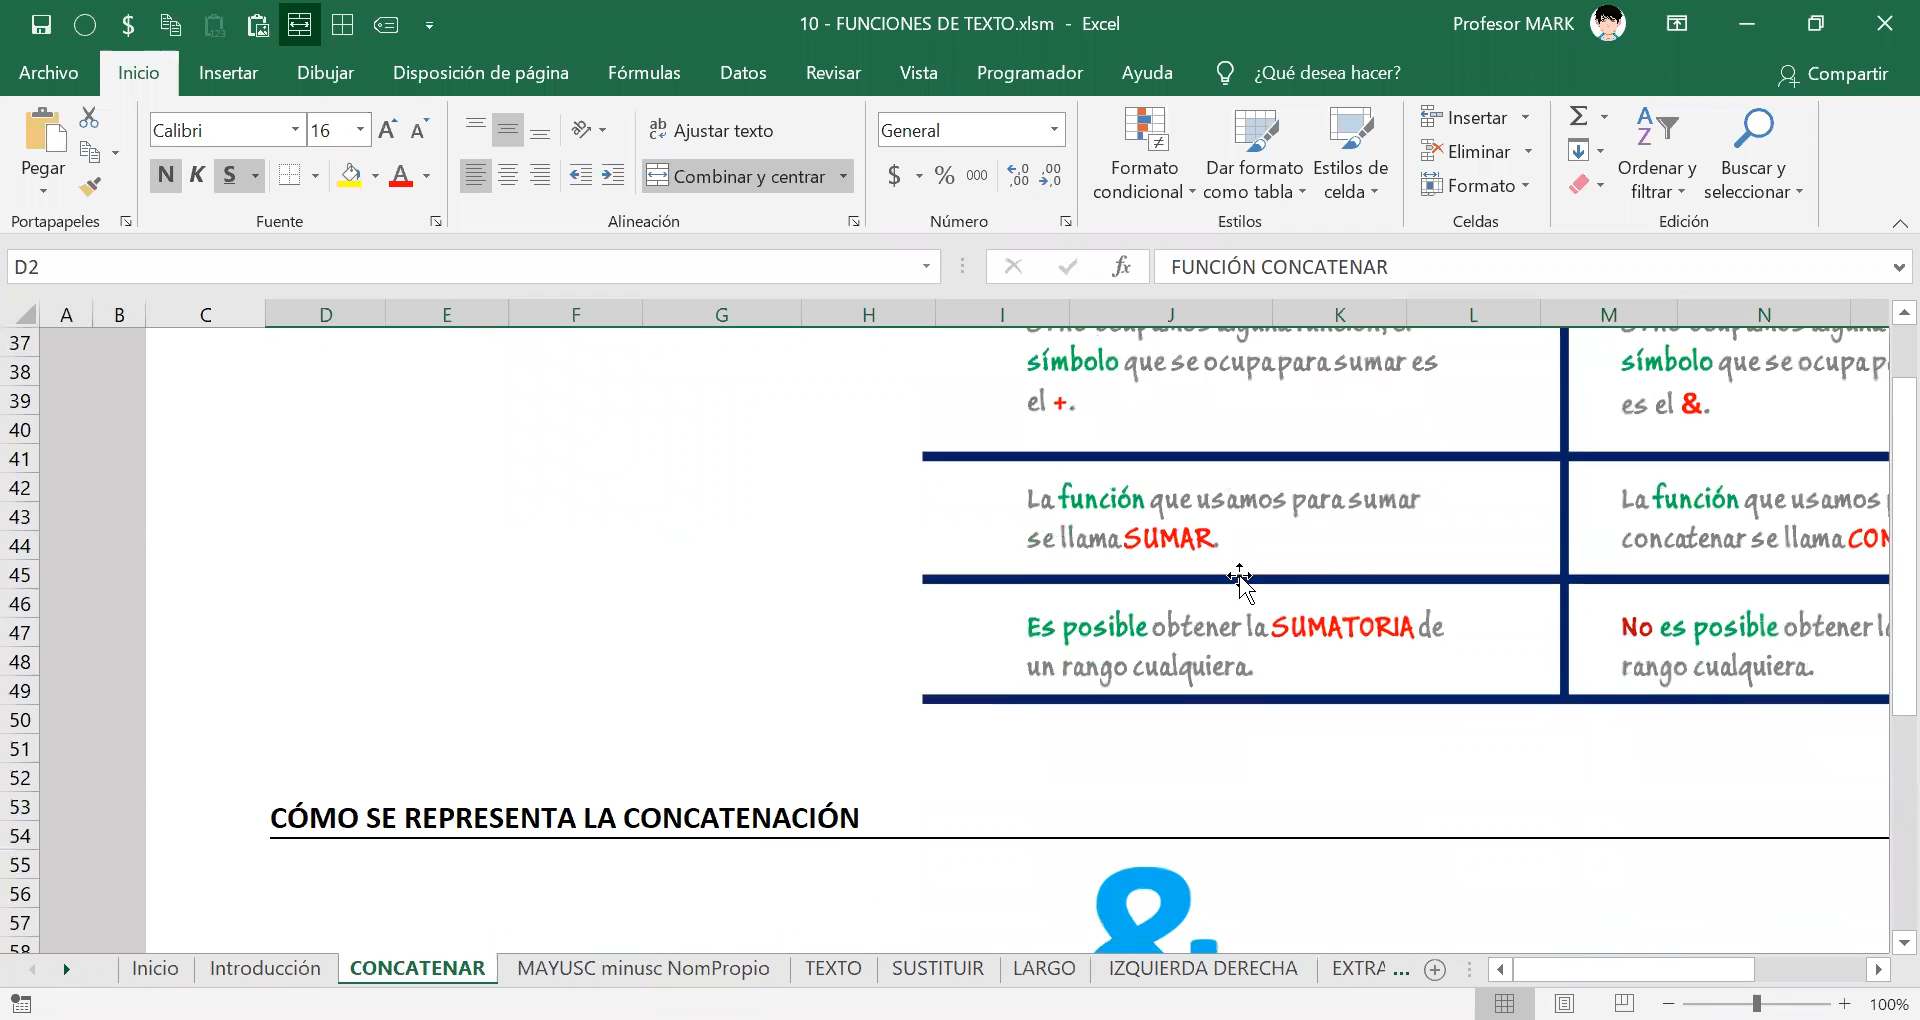 10 - FUNCIONES DE TEXTO.xlsm - Excel
Profesor MARK
Archivo Inicio Insertar Dibujar Disposición de página Fórmulas Datos Revisar Vista Programador Ayuda ¿Qué desea hacer? Compartir
Pegar
Portapapeles
Calibri 16
N K S
Fuente
Ajustar texto
Combinar y centrar
Alineación
General
$ % 000
Número
Formato condicional
Dar formato como tabla
Estilos de celda
Estilos
Insertar
Eliminar
Formato
Celdas
Ordenar y filtrar
Buscar y seleccionar
Edición
D2
fx
FUNCIÓN CONCATENAR
A B C D E F G H I J K L M N
37
38
39
40
41
42
43
44
45
46
47
48
49
50
51
52
53
54
55
56
57
58
símbolo que se ocupa para sumar es
el +.
símbolo que se ocupa p
es el &.
La función que usamos para sumar
se llama SUMAR.
La función que usamos
concatenar se llama CON
Es posible obtener la SUMATORIA de
un rango cualquiera.
No es posible obtener l
rango cualquiera.
CÓMO SE REPRESENTA LA CONCATENACIÓN
&
Inicio Introducción CONCATENAR MAYUSC minusc NomPropio TEXTO SUSTITUIR LARGO IZQUIERDA DERECHA EXTRA ...
100%